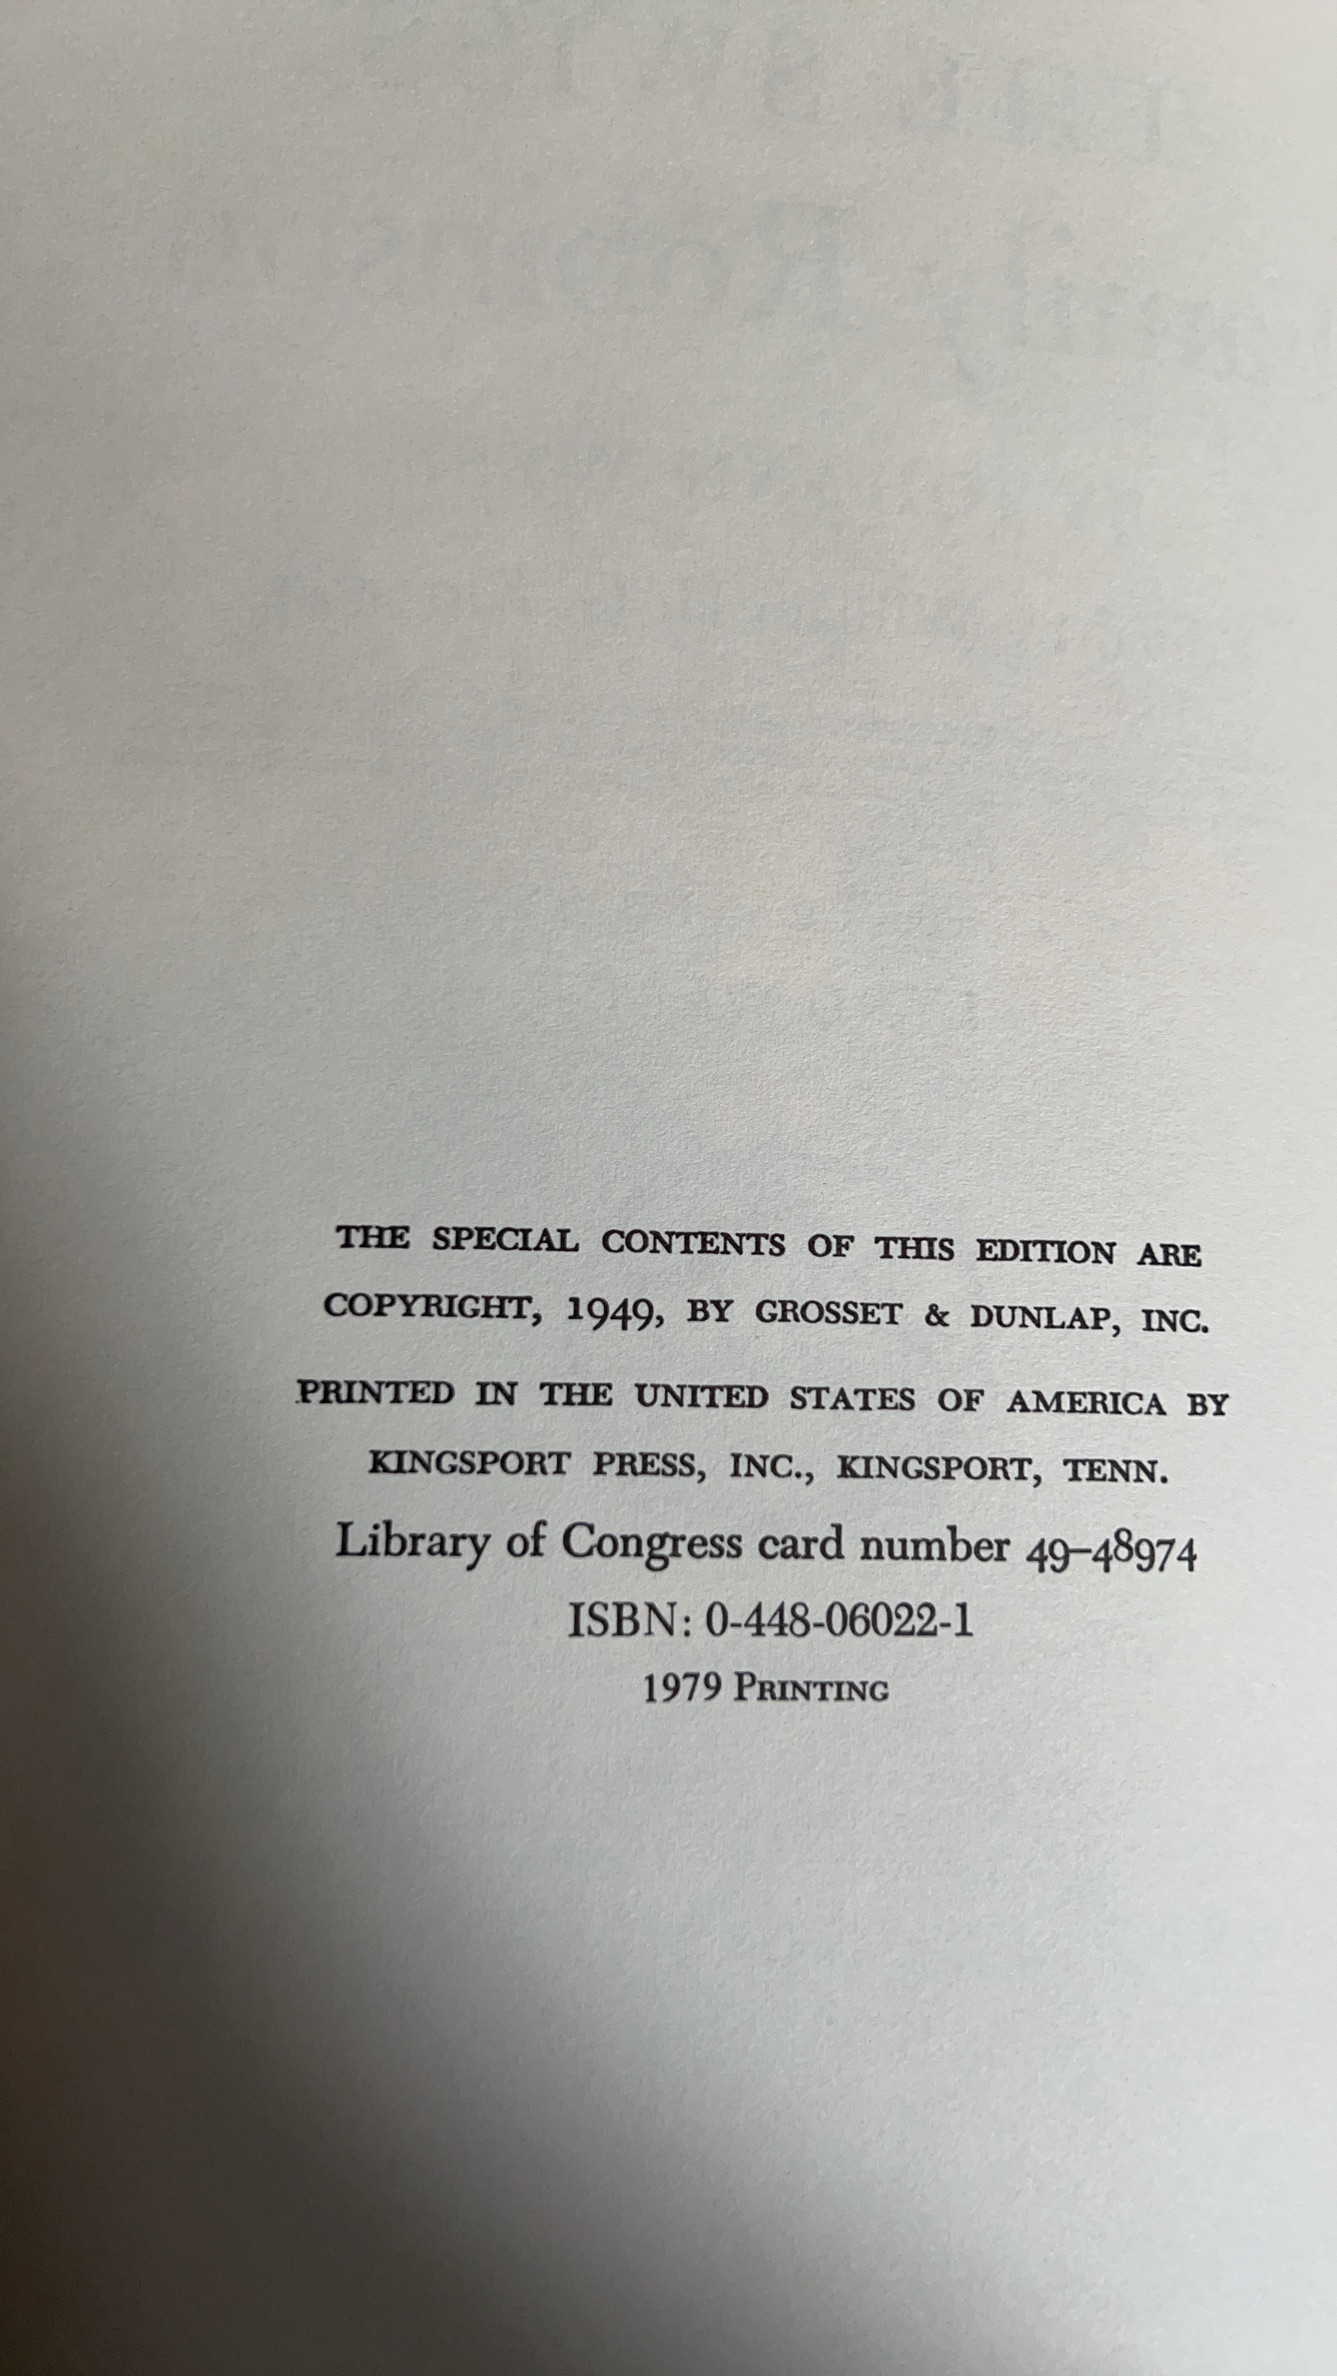 THE SPECIAL CONTENTS OF THIS EDITION ARE
COPYRIGHT, 1949, BY GROSSET & DUNLAP, INC.
PRINTED IN THE UNITED STATES OF AMERICA BY
KINGSPORT PRESS, INC., KINGSPORT, TENN.
Library of Congress card number 49–48974
ISBN: 0-448-06022-1
1979 PRINTING